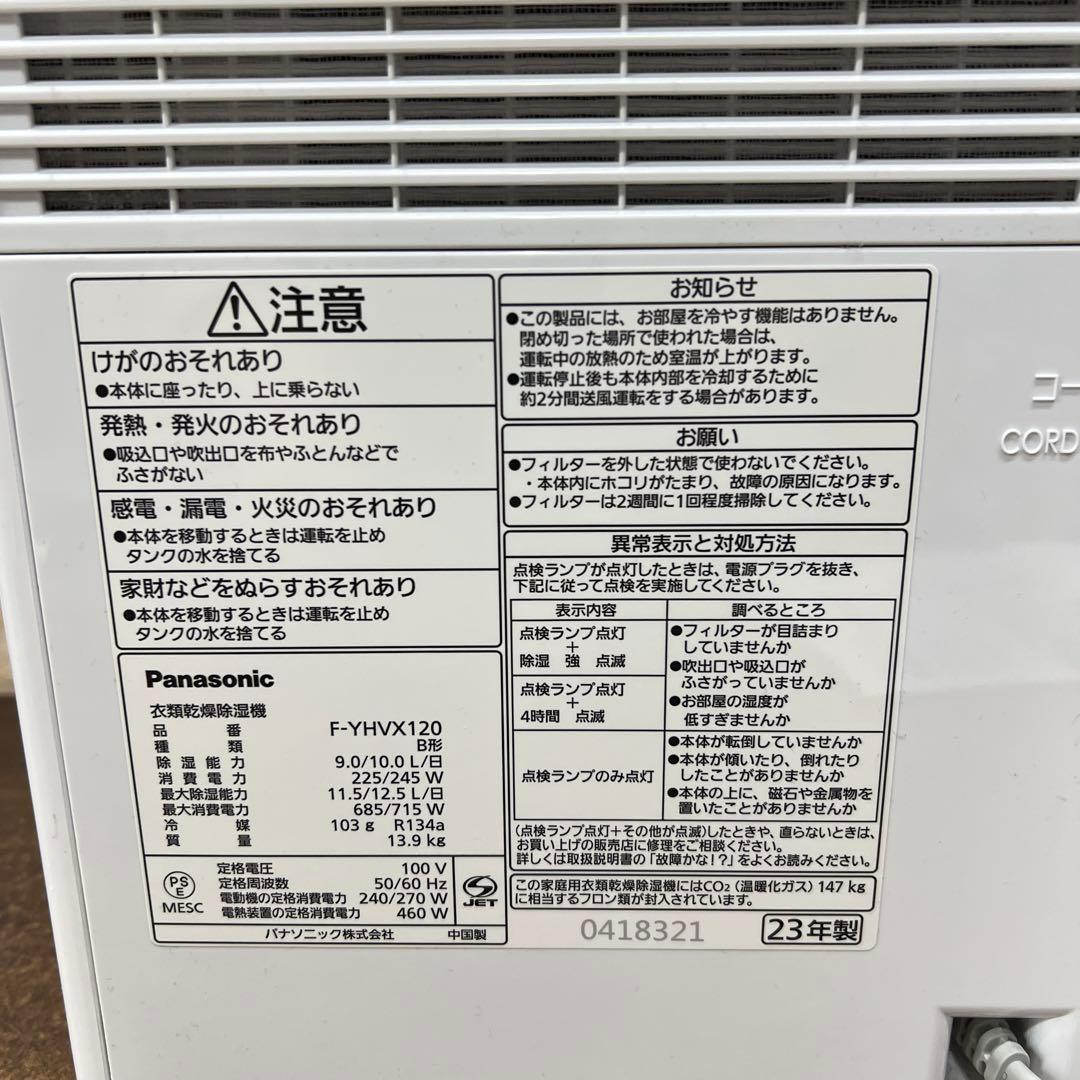 注意
けがのおそれあり
●本体に座ったり、上に乗らない
発熱・発火のおそれあり
●吸込口や吹出口を布やふとんなどで
ふさがない
感電・漏電・火災のおそれあり
●本体を移動するときは運転を止め
タンクの水を捨てる
家財などをぬらすおそれあり
●本体を移動するときは運転を止め
タンクの水を捨てる
Panasonic
衣類乾燥除湿機
品番 F-YHVX120
種類 B形
除湿能力 9.0/10.0 L/日
消費電力 225/245 W
最大除湿能力 11.5/12.5 L/日
最大消費電力 685/715 W
冷媒 103 g R134a
質量 13.9 kg
PS
E
MESC
定格電圧 100 V
定格周波数 50/60 Hz
電動機の定格消費電力 240/270 W
電熱装置の定格消費電力 460 W
JET
パナソニック株式会社 中国製
お知らせ
●この製品には、お部屋を冷やす機能はありません。
閉め切った場所で使われた場合は、
運転中の放熱のため室温が上がります。
●運転停止後も本体内部を冷却するために
約2分間送風運転をする場合があります。
お願い
●フィルターを外した状態で使わないでください。
・本体内にホコリがたまり、故障の原因になります。
●フィルターは2週間に1回程度掃除してください。
異常表示と対処方法
点検ランプが点灯したときは、電源プラグを抜き、
下記に従って点検を実施してください。
表示内容 調べるところ
点検ランプ点灯
+
除湿 強 点滅
点検ランプ点灯
+
4時間 点滅
●フィルターが目詰まり
していませんか
●吹出口や吸込口が
ふさがっていませんか
●お部屋の湿度が
低すぎませんか
点検ランプのみ点灯
●本体が転倒していませんか
●本体が傾いたり、倒れたり
したことがありませんか
●本体の上に、磁石や金属物を
置いたことがありませんか
(点検ランプ点灯+その他が点滅)したときや、直らないときは、
お買い上げの販売店に修理をご相談ください。
詳しくは取扱説明書の「故障かな!?」をよくお読みください。
この家庭用衣類乾燥除湿機にはCO₂(温暖化ガス)147 kg
に相当するフロン類が封入されています。
0418321 23年製
コー
CORD